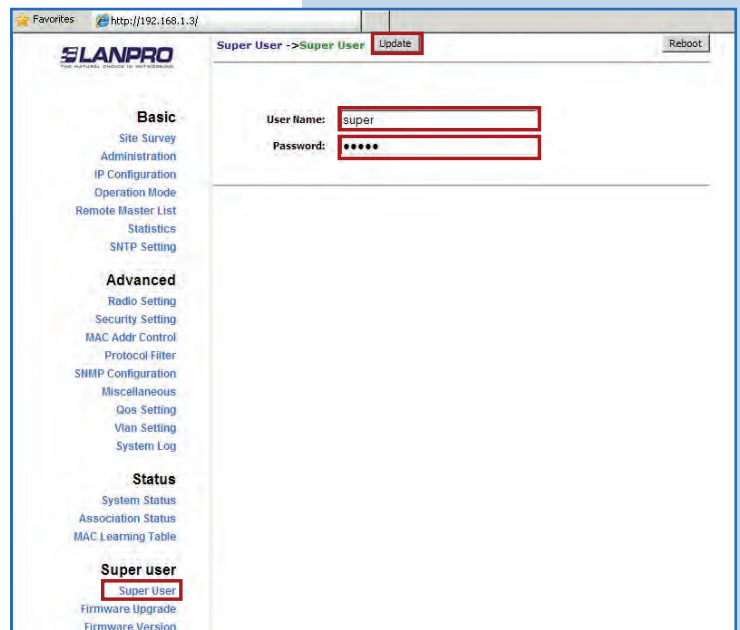 Favorites http://192.168.1.3/
LANPRO
THE NATURAL CHOICE IN NETWORKING
Super User ->Super User Update Reboot
User Name: super
Password: •••••
Basic
Site Survey
Administration
IP Configuration
Operation Mode
Remote Master List
Statistics
SNTP Setting
Advanced
Radio Setting
Security Setting
MAC Addr Control
Protocol Filter
SNMP Configuration
Miscellaneous
Qos Setting
Vlan Setting
System Log
Status
System Status
Association Status
MAC Learning Table
Super user
Super User
Firmware Upgrade
Firmware Version